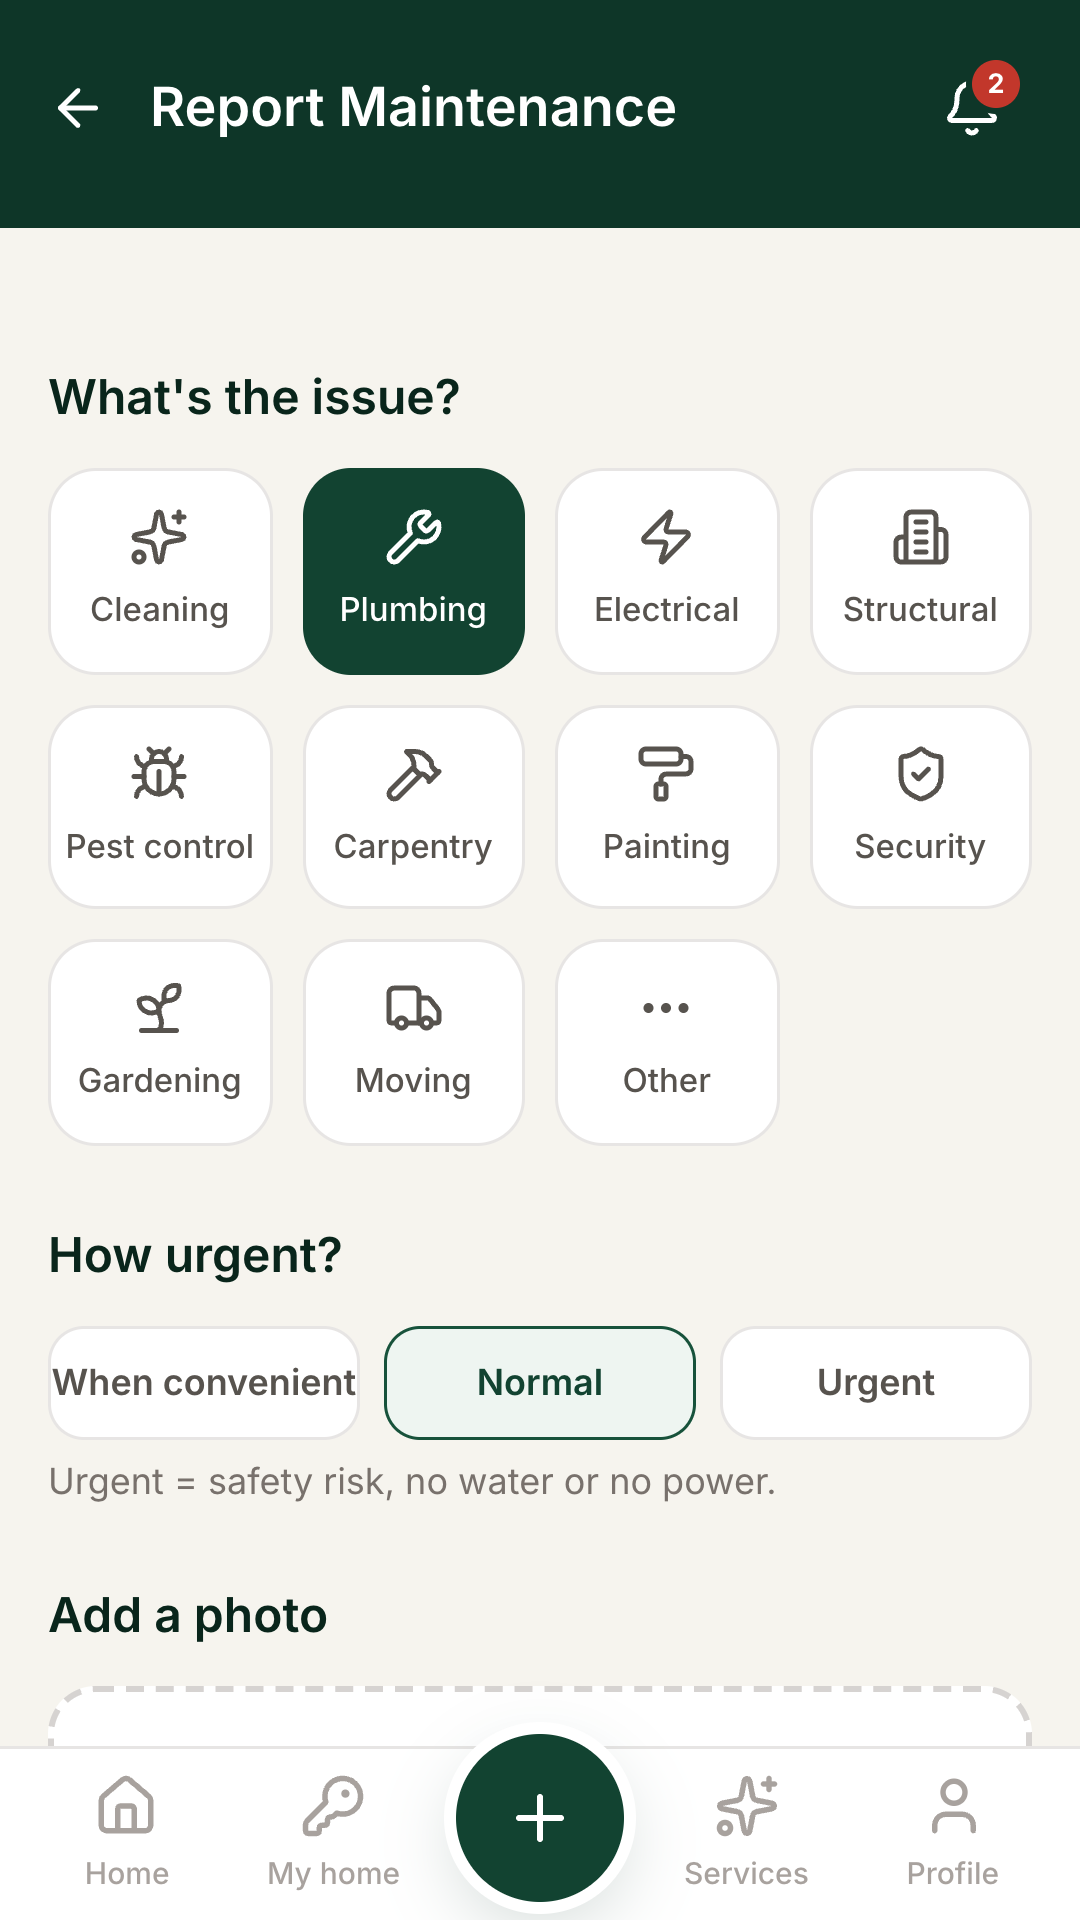 Report Maintenance
2
What's the issue?
Cleaning
Plumbing
Electrical
Structural
Pest control
Carpentry
Painting
Security
Gardening
Moving
Other
How urgent?
When convenient
Normal
Urgent
Urgent = safety risk, no water or no power.
Add a photo
Home
My home
Services
Profile